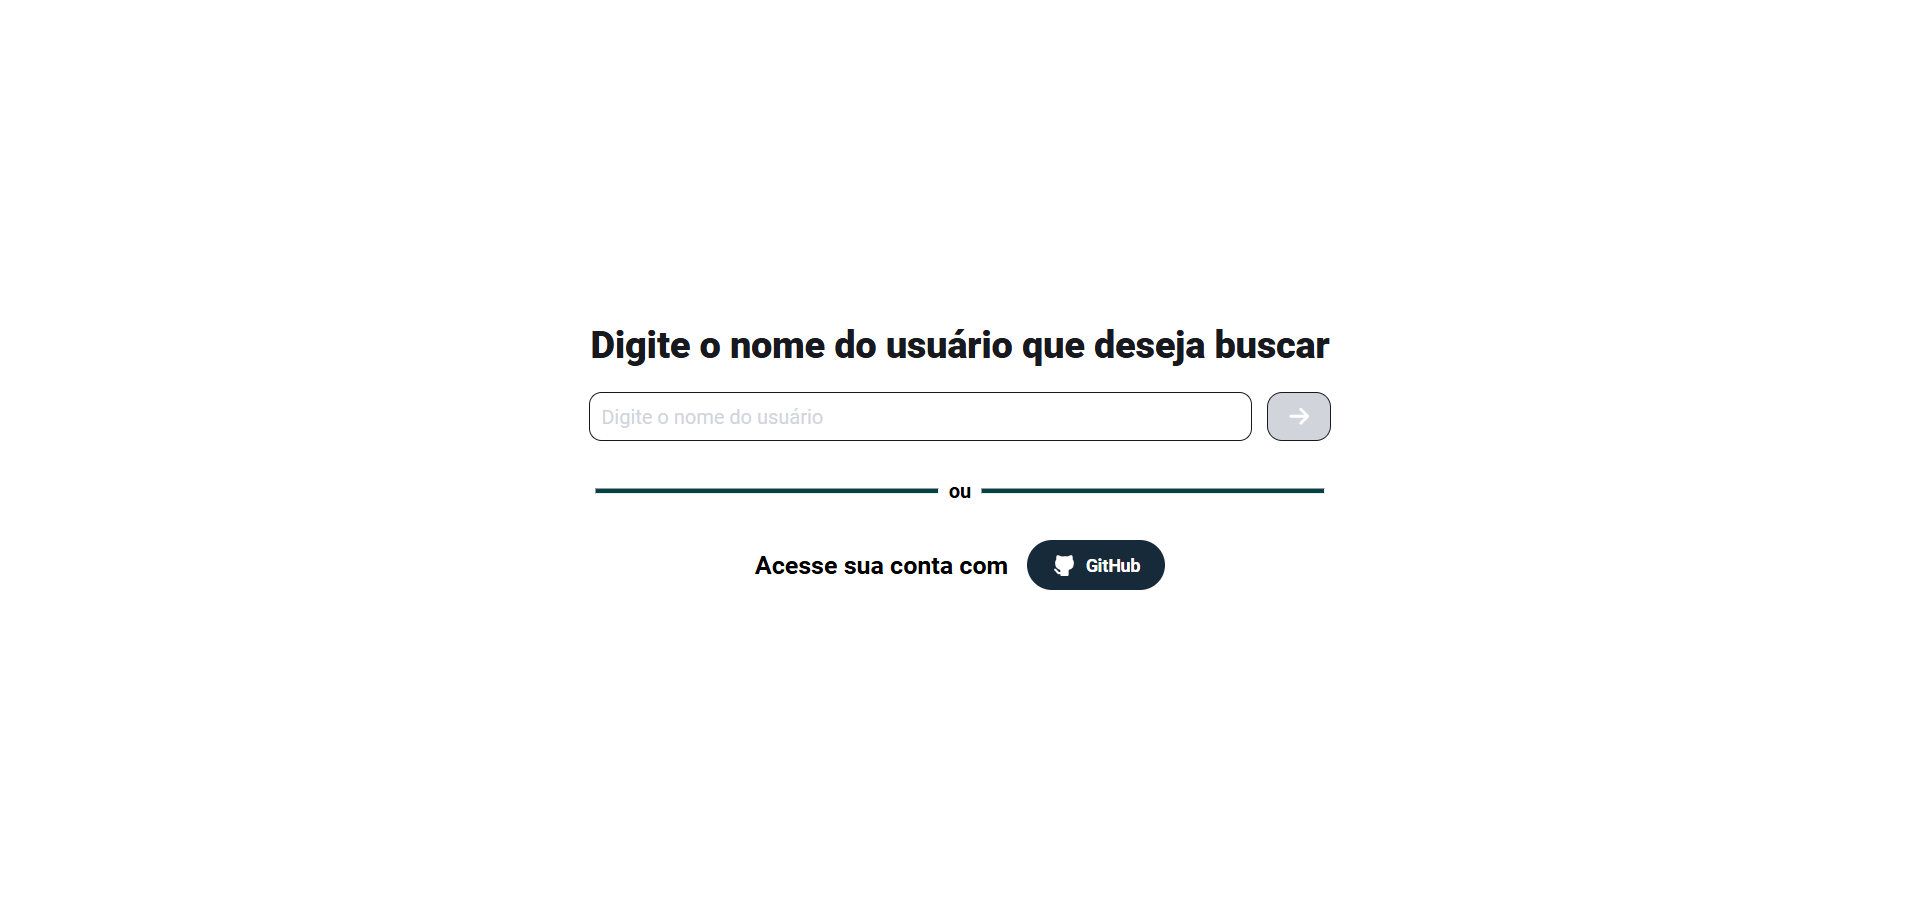 Digite o nome do usuário que deseja buscar
Digite o nome do usuário
ou
Acesse sua conta com GitHub